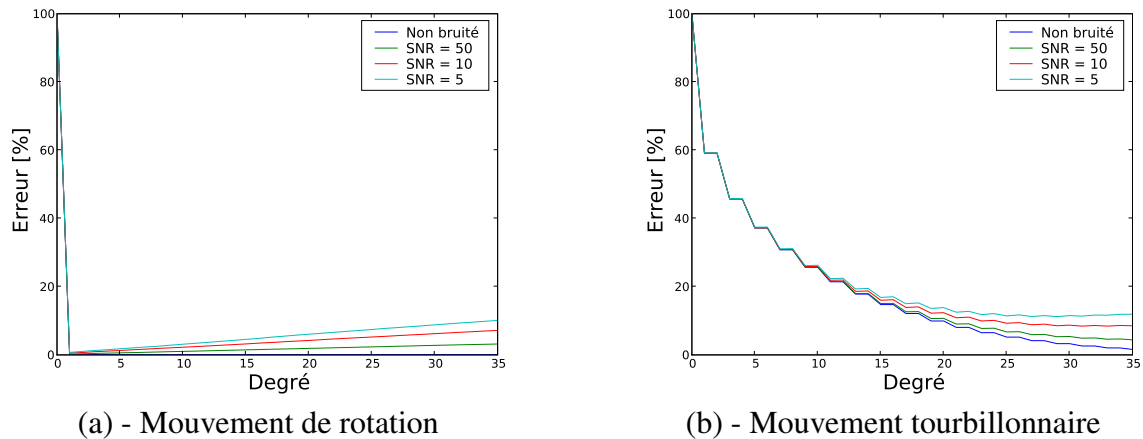 100
80
60
40
20
0
Erreur [%]
Non bruité
SNR = 50
SNR = 10
SNR = 5
0 5 10 15 20 25 30 35
Degré
(a) - Mouvement de rotation
100
80
60
40
20
0
Erreur [%]
Non bruité
SNR = 50
SNR = 10
SNR = 5
0 5 10 15 20 25 30 35
Degré
(b) - Mouvement tourbillonnaire